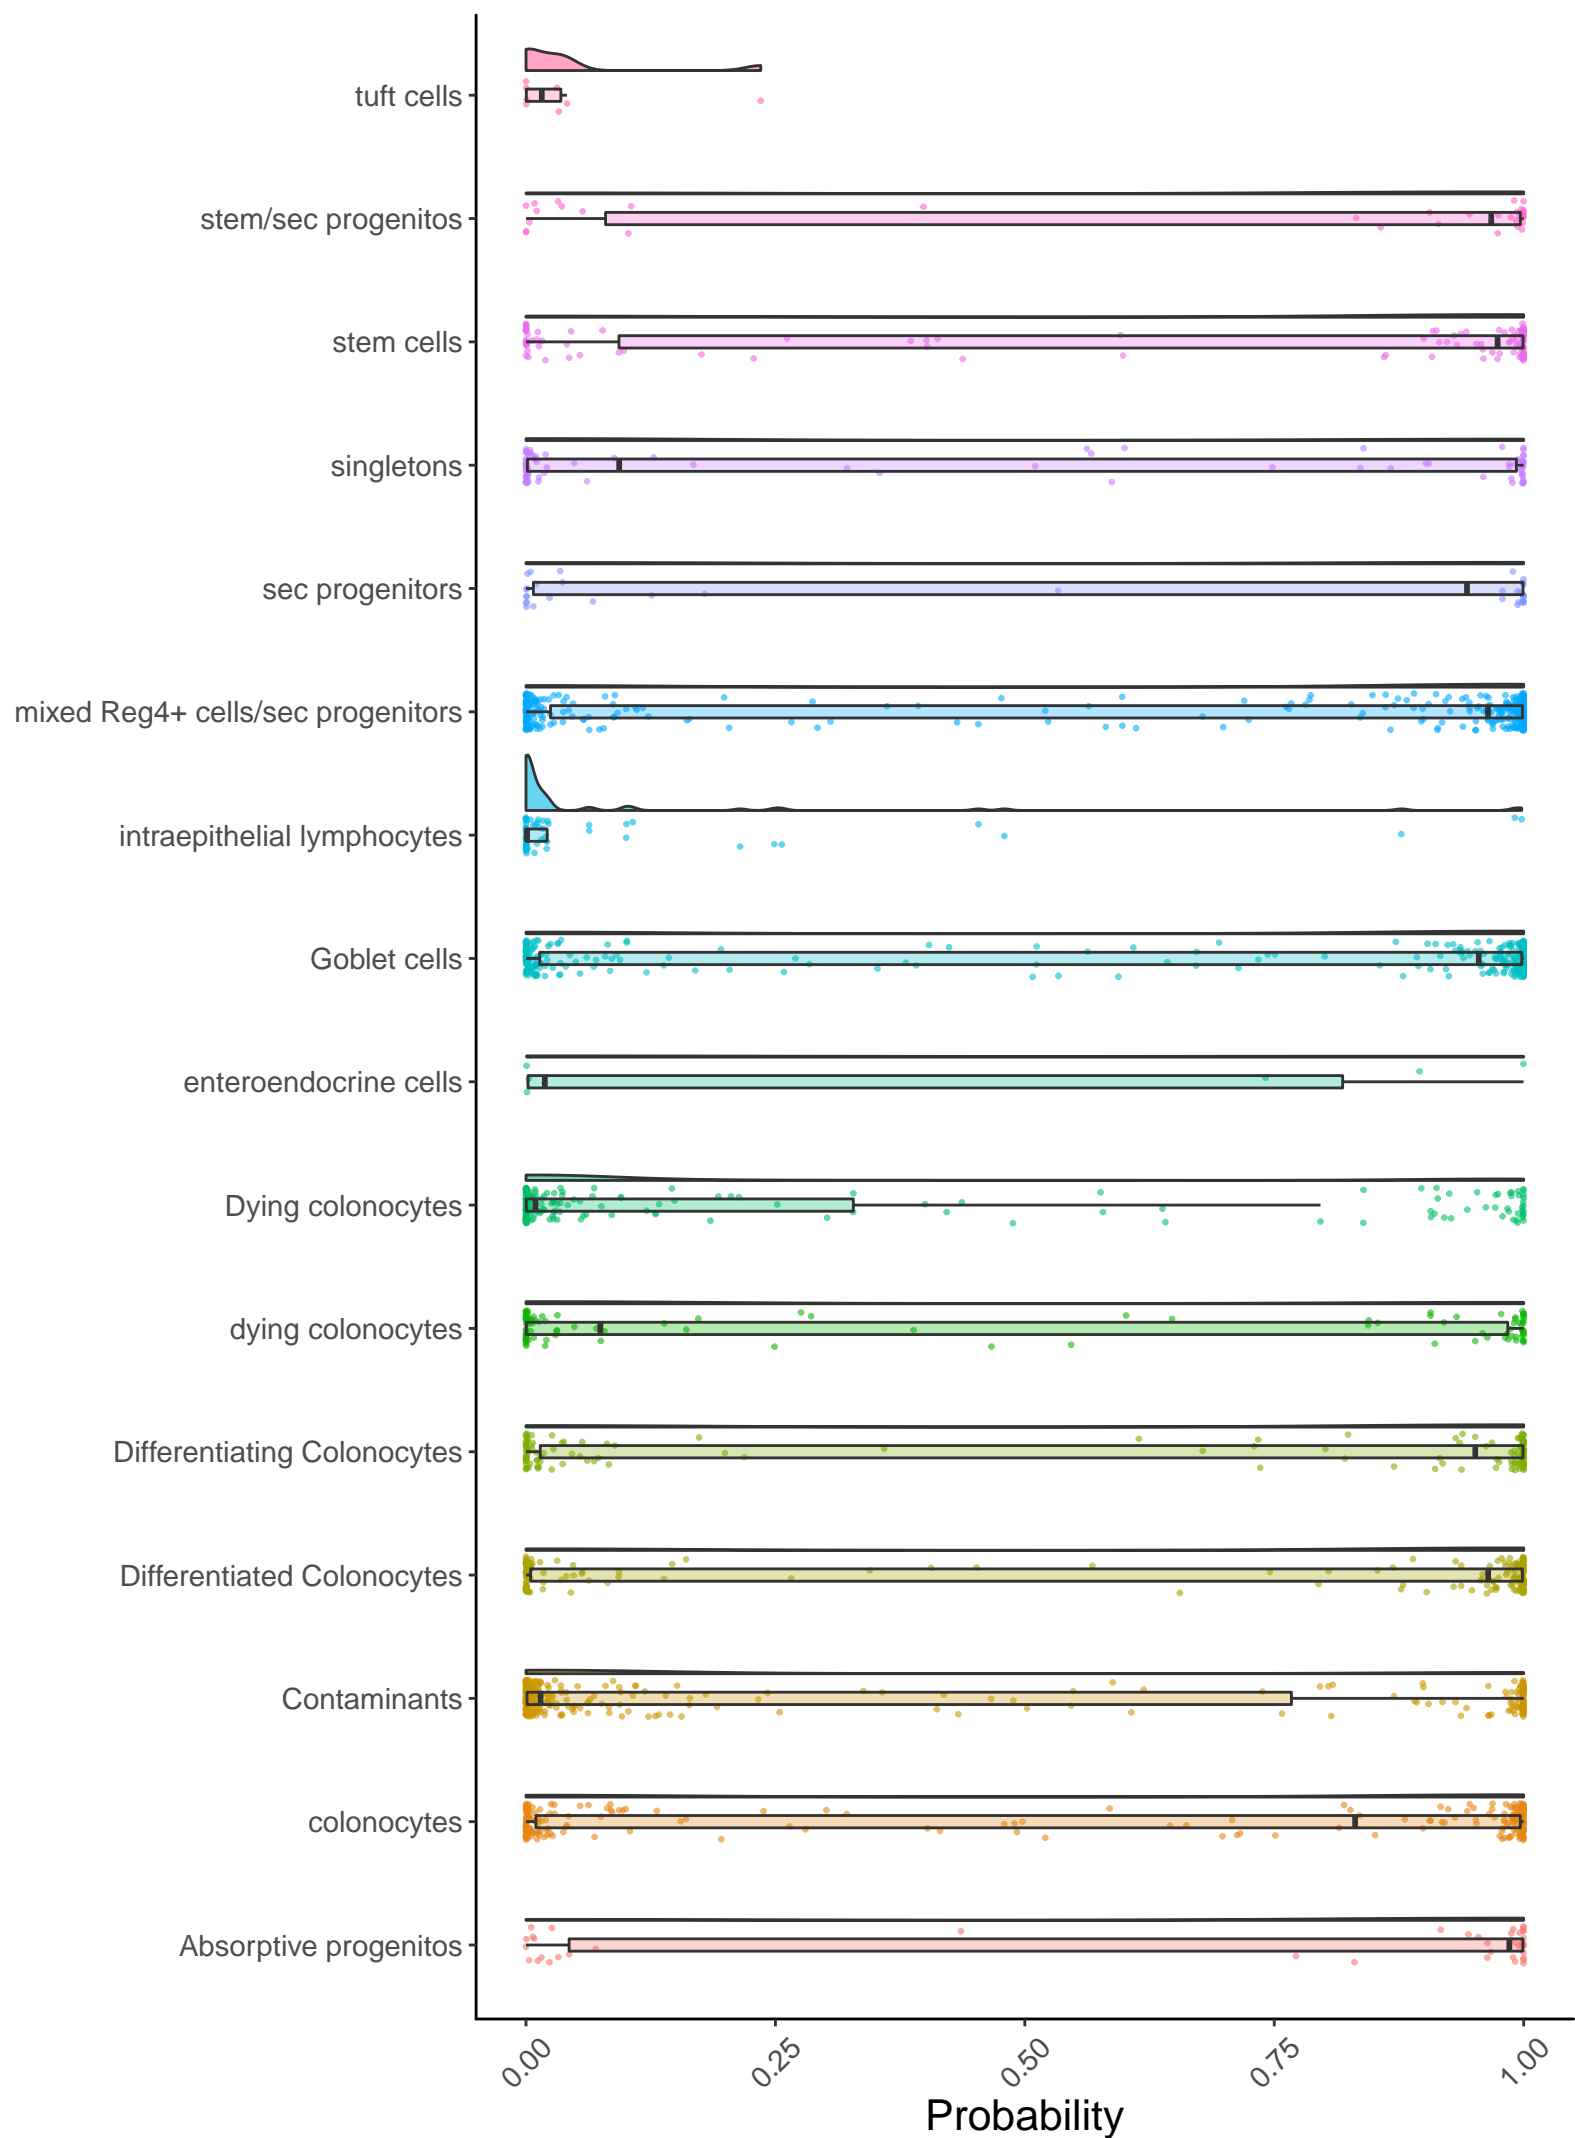 tuft cells
stem/sec progenitos
stem cells
singletons
sec progenitors
mixed Reg4+ cells/sec progenitors
intraepithelial lymphocytes
Goblet cells
enteroendocrine cells
Dying colonocytes
dying colonocytes
Differentiating Colonocytes
Differentiated Colonocytes
Contaminants
colonocytes
Absorptive progenitos
0.00 0.25 0.50 0.75 1.00
Probability